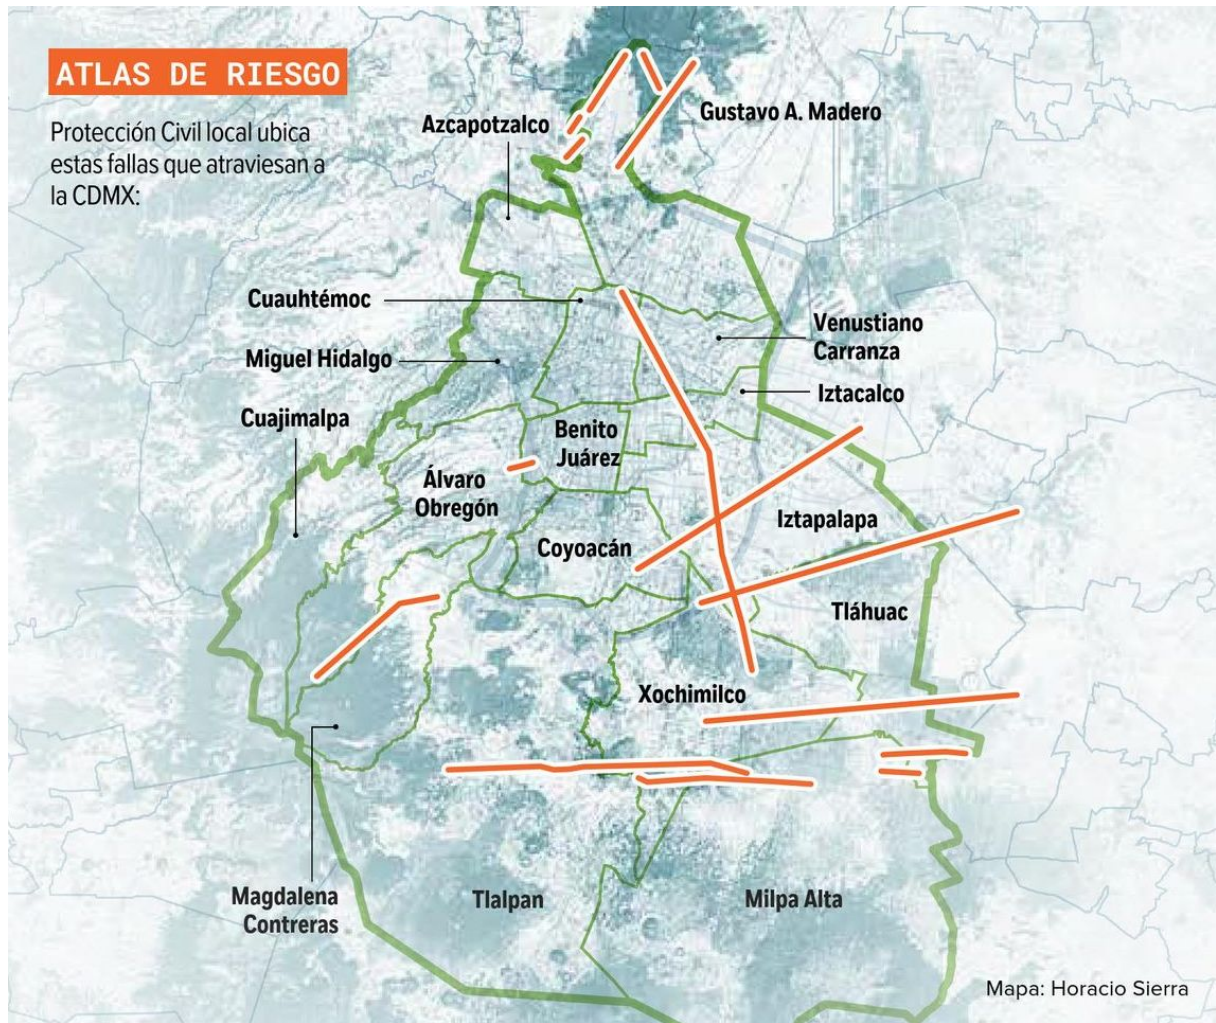 ATLAS DE RIESGO
Protección Civil local ubica
estas fallas que atraviesan a
la CDMX:
Azcapotzalco
Gustavo A. Madero
Cuauhtémoc
Miguel Hidalgo
Venustiano
Carranza
Iztacalco
Cuajimalpa
Benito
Juárez
Álvaro
Obregón
Coyoacán
Iztapalapa
Tláhuac
Xochimilco
Magdalena
Contreras
Tlalpan
Milpa Alta
Mapa: Horacio Sierra